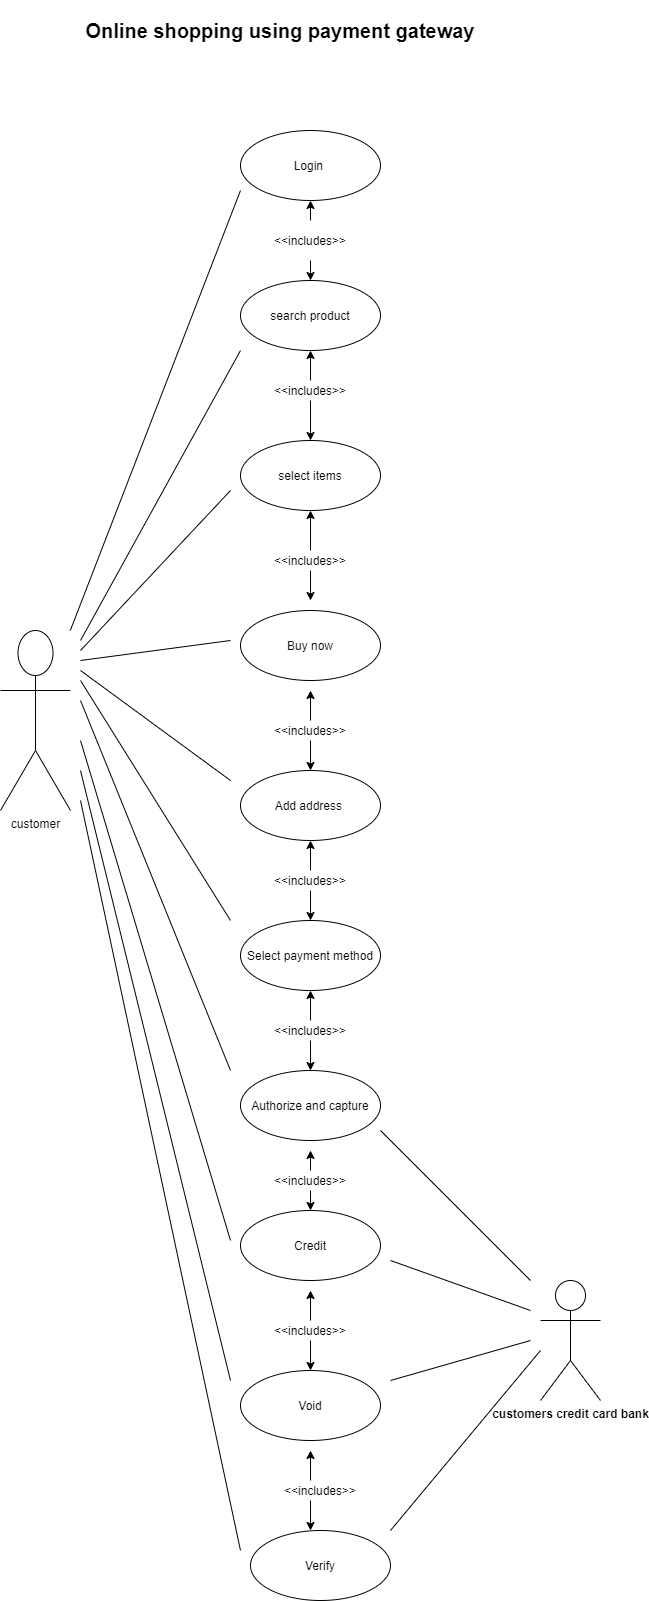 Online shopping using payment gateway
Login
<<includes>>
search product
<<includes>>
select items
<<includes>>
Buy now
<<includes>>
customer
Add address
<<includes>>
Select payment method
<<includes>>
Authorize and capture
<<includes>>
Credit
<<includes>>
Void
customers credit card bank
<<includes>>
Verify